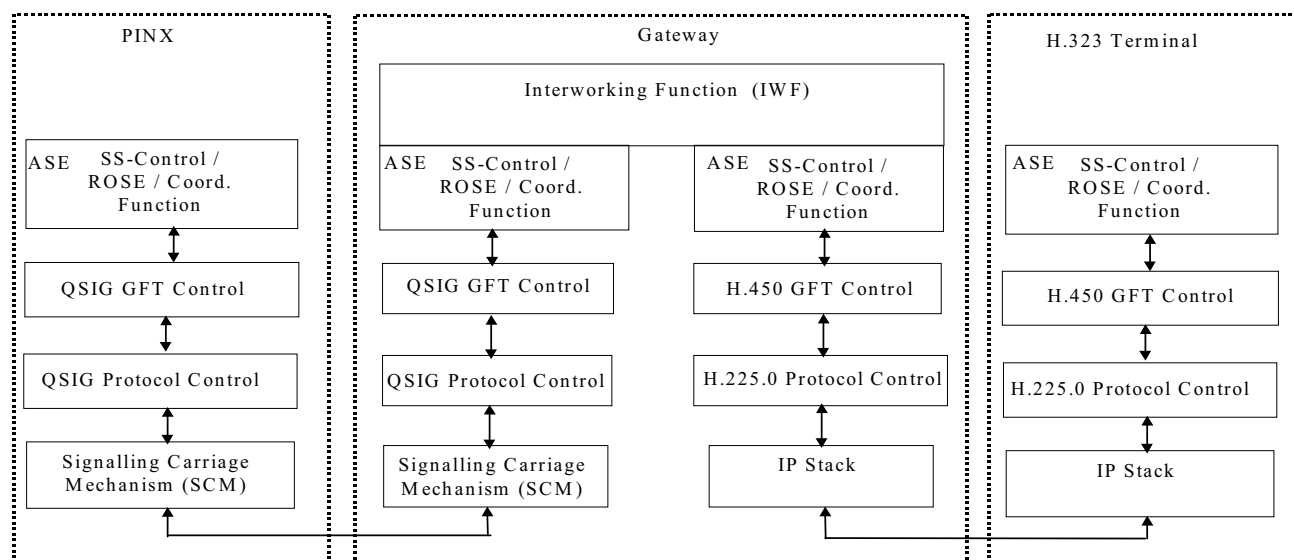 PINX
ASE SS-Control /
ROSE / Coord.
Function
QSIG GFT Control
QSIG Protocol Control
Signalling Carriage
Mechanism (SCM)
Gateway
Interworking Function (IWF)
ASE SS-Control /
ROSE / Coord.
Function
QSIG GFT Control
QSIG Protocol Control
Signalling Carriage
Mechanism (SCM)
ASE SS-Control /
ROSE / Coord.
Function
H.450 GFT Control
H.225.0 Protocol Control
IP Stack
H.323 Terminal
ASE SS-Control /
ROSE / Coord.
Function
H.450 GFT Control
H.225.0 Protocol Control
IP Stack